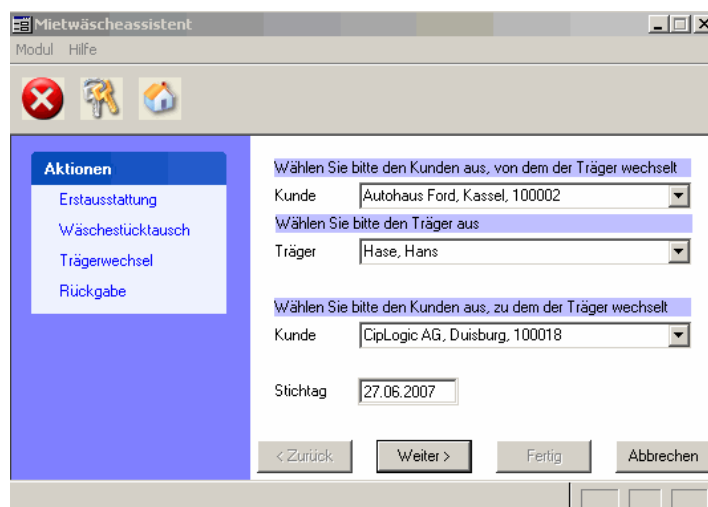 Mietwäscheassistent
Modul Hilfe
Aktionen
Erstausstattung
Wäschestücktausch
Trägerwechsel
Rückgabe
Wählen Sie bitte den Kunden aus, von dem der Träger wechselt
Kunde Autohaus Ford, Kassel, 100002
Wählen Sie bitte den Träger aus
Träger Hase, Hans
Wählen Sie bitte den Kunden aus, zu dem der Träger wechselt
Kunde CipLogic AG, Duisburg, 100018
Stichtag 27.06.2007
< Zurück Weiter > Fertig Abbrechen